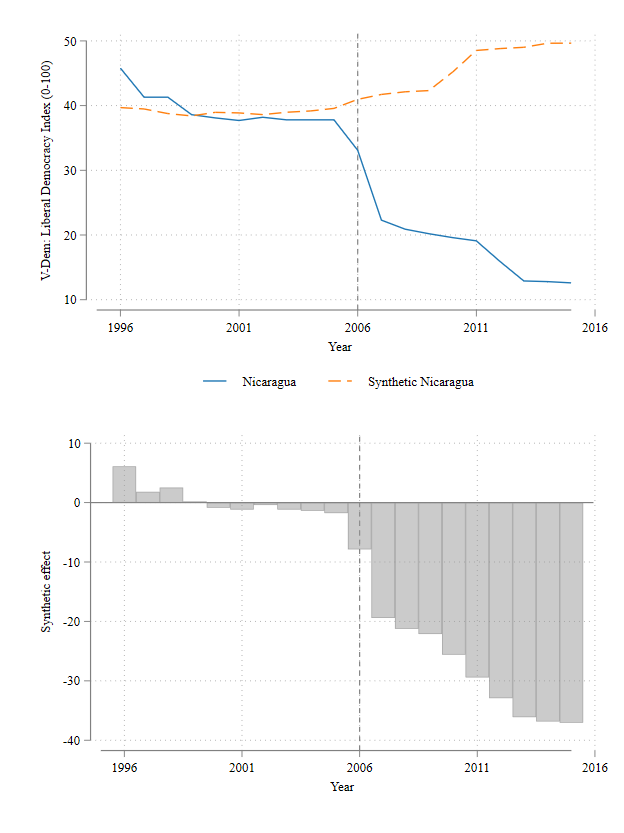 V-Dem: Liberal Democracy Index (0-100)
50
40
30
20
10
1996 2001 2006 2011 2016
Year
Nicaragua Synthetic Nicaragua
Synthetic effect
10
0
-10
-20
-30
-40
1996 2001 2006 2011 2016
Year